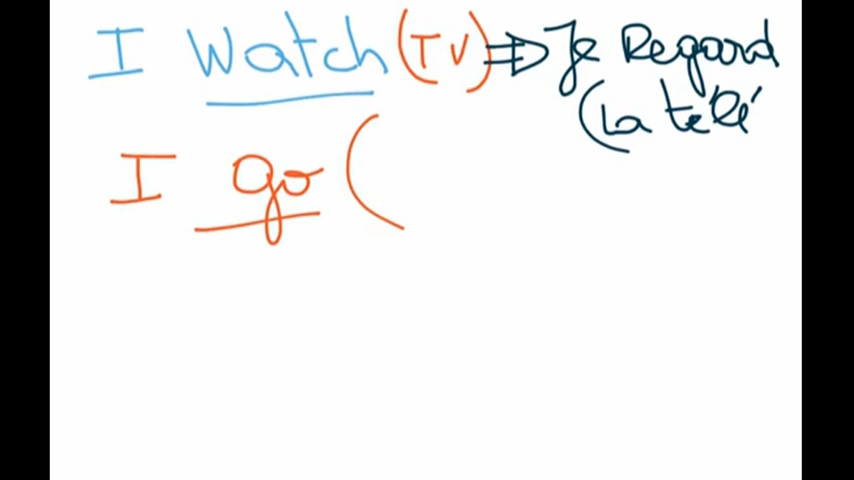 I Watch (TV) ⇒ Je Regard
(La télé
I go (